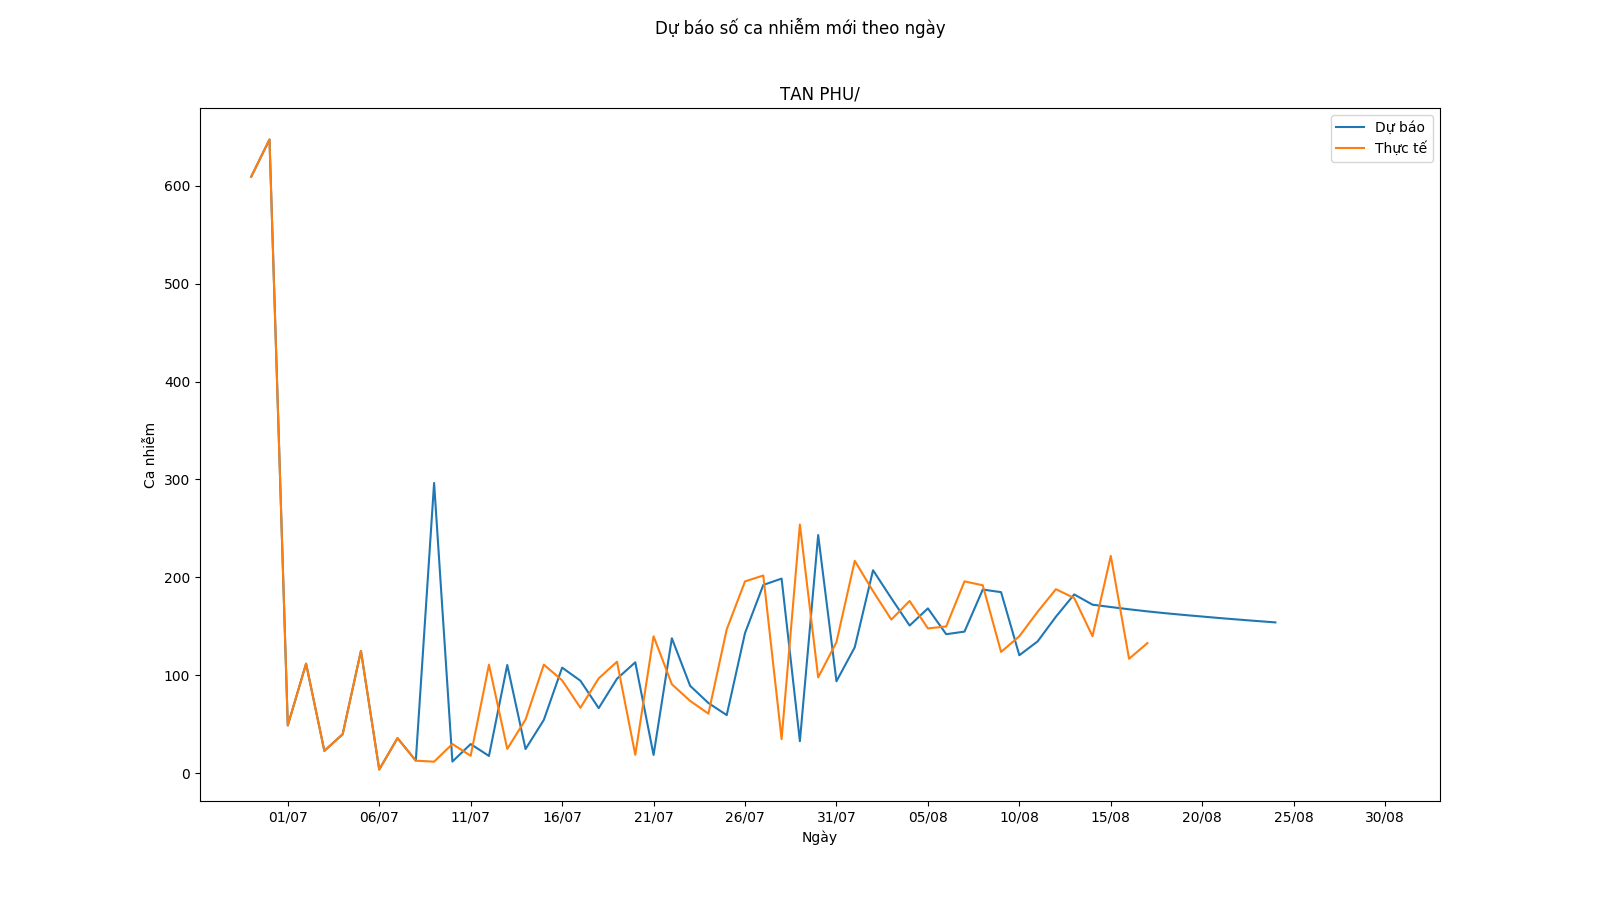 Dự báo số ca nhiễm mới theo ngày
TAN PHU/
Dự báo
Thực tế
600
500
400
300
200
100
0
Ca nhiễm
01/07 06/07 11/07 16/07 21/07 26/07 31/07 05/08 10/08 15/08 20/08 25/08 30/08
Ngày